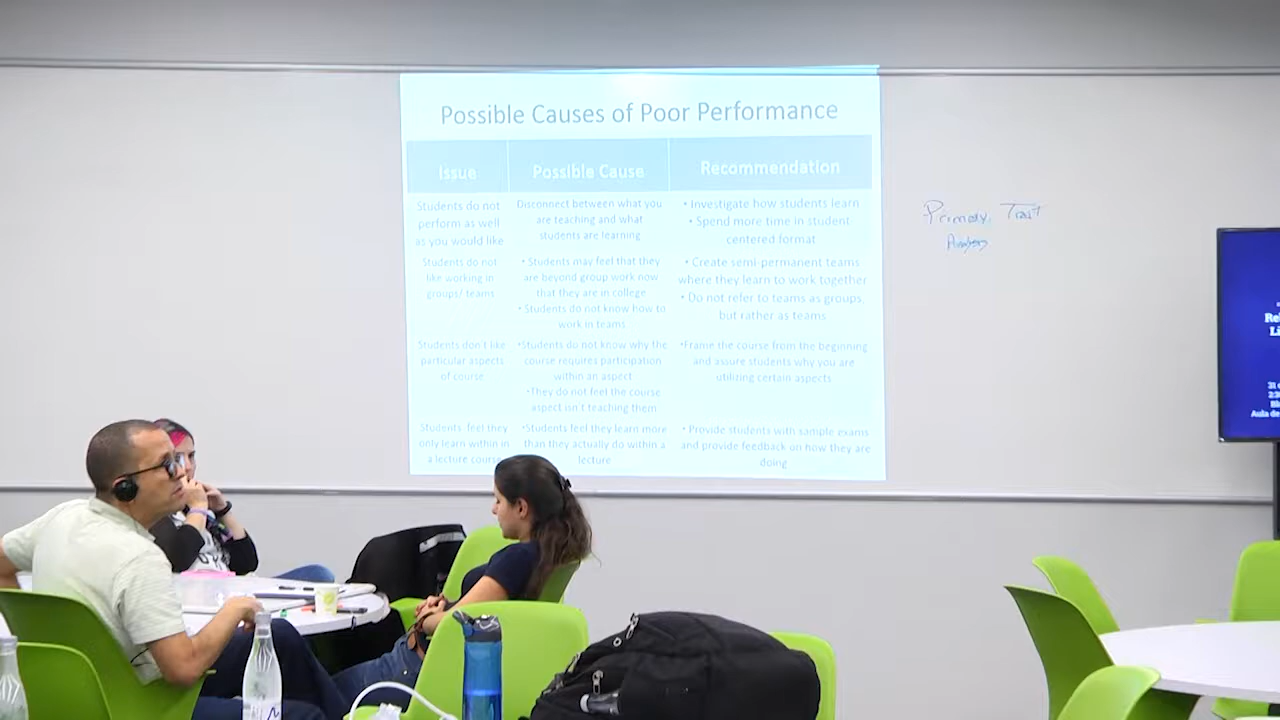 Possible Causes of Poor Performance
Issue
Possible Cause
Recommendation
Students do not
perform as well
as you would like
Disconnect between what you
are teaching and what
students are learning
• Investigate how students learn
• Spend more time in student
centered format
Students do not
like working in
groups/ teams
• Students may feel that they
are beyond group work now
that they are in college
• Students do not know how to
work in teams
• Create semi-permanent teams
where they learn to work together
• Do not refer to teams as groups,
but rather as teams
Students don't like
particular aspects
of course
•Students do not know why the
course requires participation
within an aspect
•They do not feel the course
aspect isn't teaching them
•Frame the course from the beginning
and assure students why you are
utilizing certain aspects
Students feel they
only learn within in
a lecture course
•Students feel they learn more
than they actually do within a
lecture
• Provide students with sample exams
and provide feedback on how they are
doing
Aula de